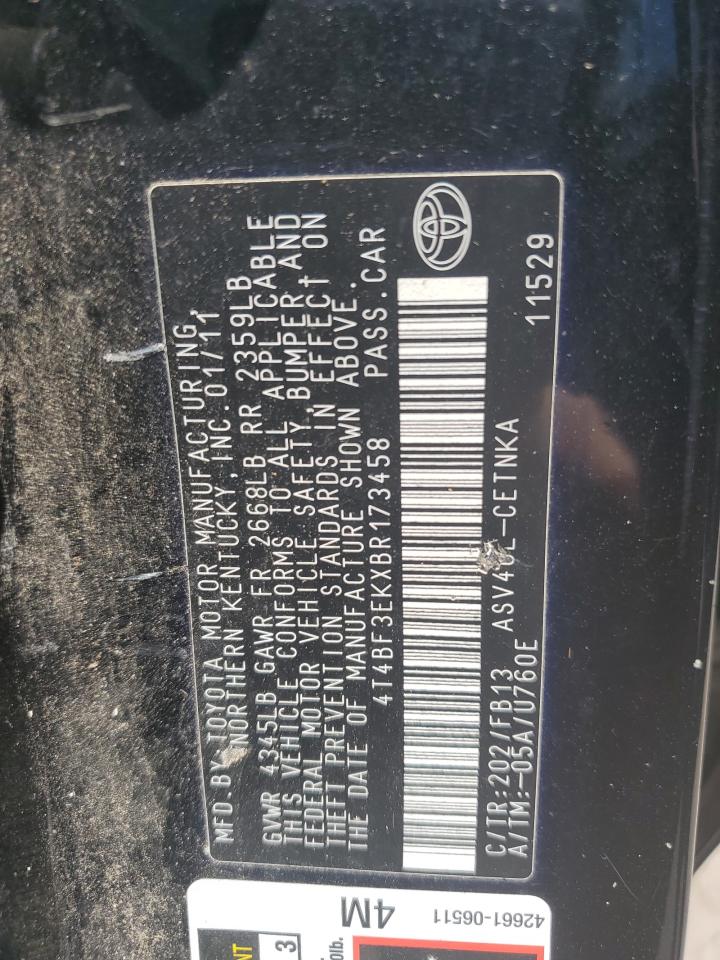 MFD.BY TOYOTA MOTOR MANUFACTURING,
NORTHERN KENTUCKY, INC.01/11
GVWR 4345LB GAWR FR 2668LB RR 2359LB
THIS VEHICLE CONFORMS TO ALL APPLICABLE
FEDERAL MOTOR VEHICLE SAFETY, BUMPER AND
THEFT PREVENTION STANDARDS IN EFFECT ON
THE DATE OF MANUFACTURE SHOWN ABOVE.
4T4BF3EKXBR173458 PASS.CAR
C/TR:202/FB13 ASV40L-CETNKA
A/TM:-05A/U760E 11529
4M
42661-06511
3